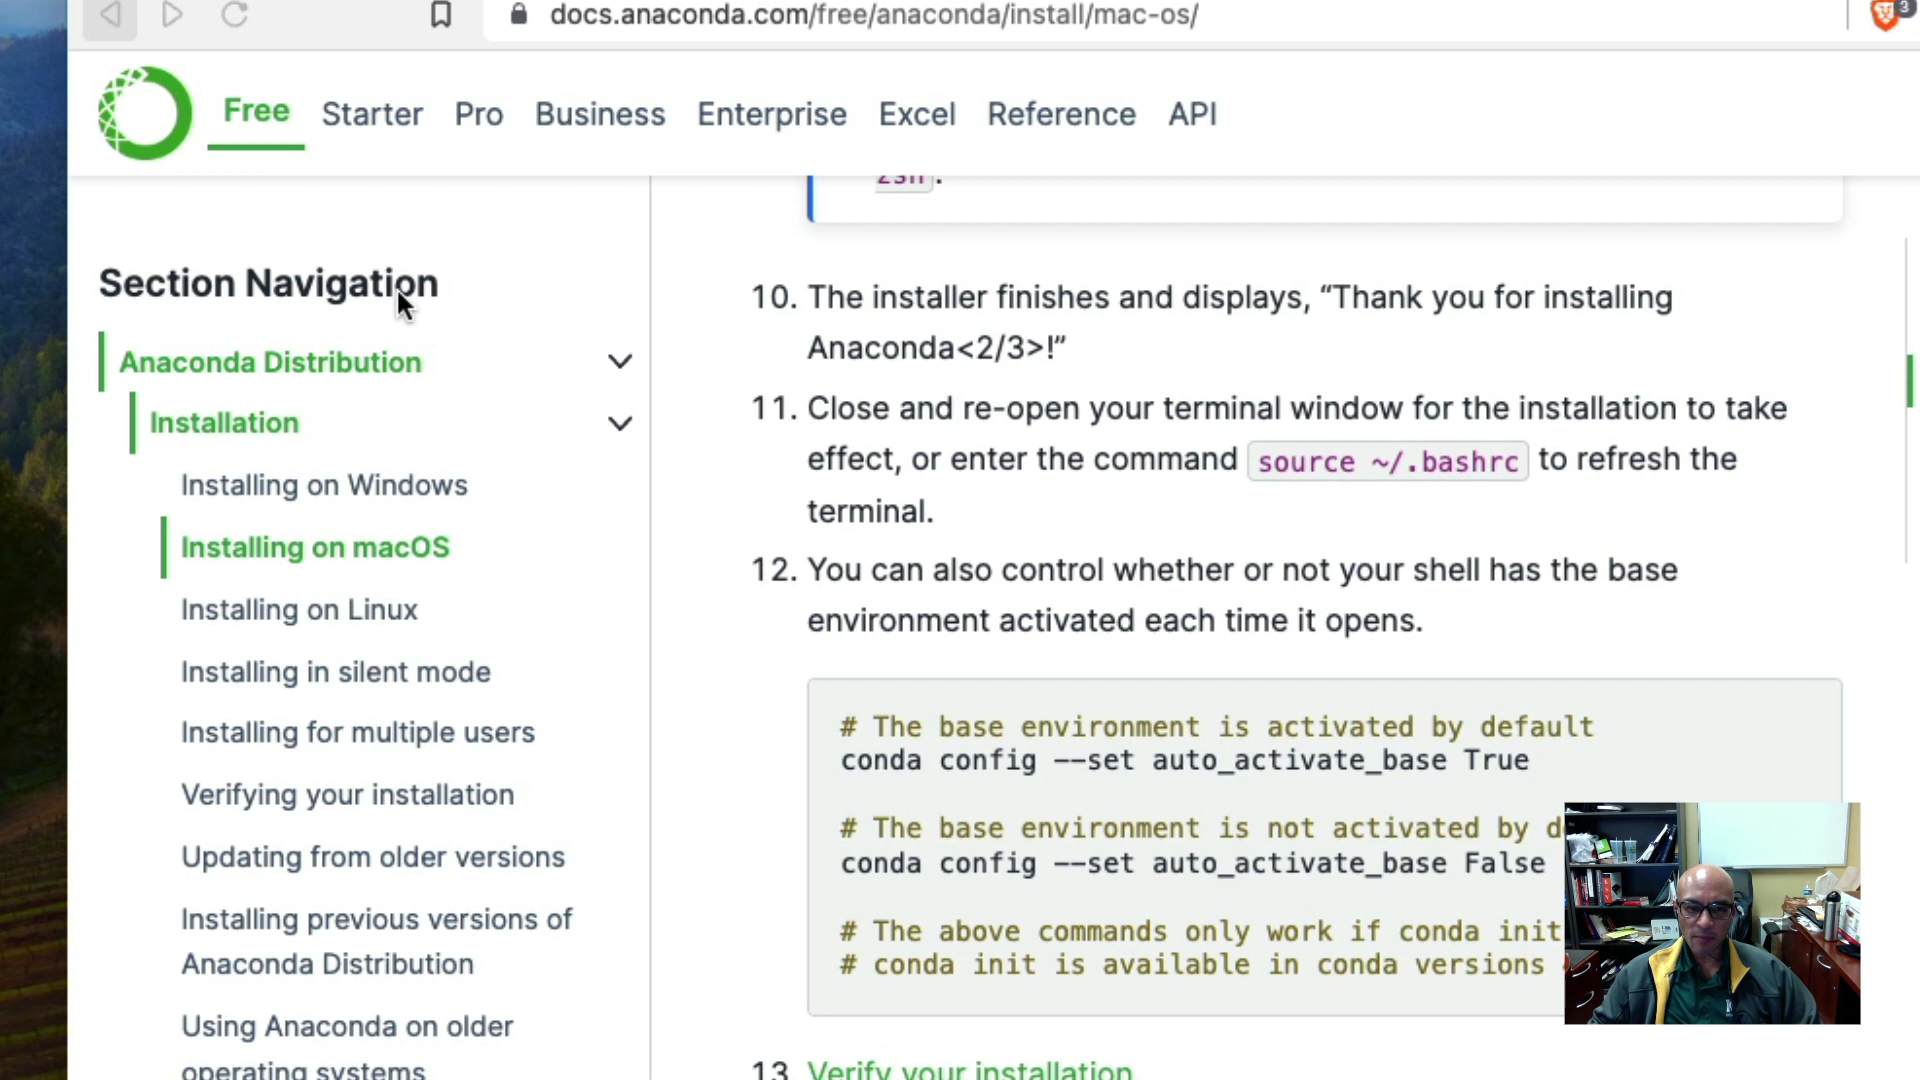 docs.anaconda.com/free/anaconda/install/mac-os/
3
Free Starter Pro Business Enterprise Excel Reference API
zsh.
Section Navigation
Anaconda Distribution
Installation
Installing on Windows
Installing on macOS
Installing on Linux
Installing in silent mode
Installing for multiple users
Verifying your installation
Updating from older versions
Installing previous versions of
Anaconda Distribution
Using Anaconda on older
operating systems
10. The installer finishes and displays, “Thank you for installing
Anaconda<2/3>!”
11. Close and re-open your terminal window for the installation to take
effect, or enter the command source ~/.bashrc to refresh the
terminal.
12. You can also control whether or not your shell has the base
environment activated each time it opens.
# The base environment is activated by default
conda config --set auto_activate_base True
# The base environment is not activated by d
conda config --set auto_activate_base False
# The above commands only work if conda init
# conda init is available in conda versions
13. Verify your installation.